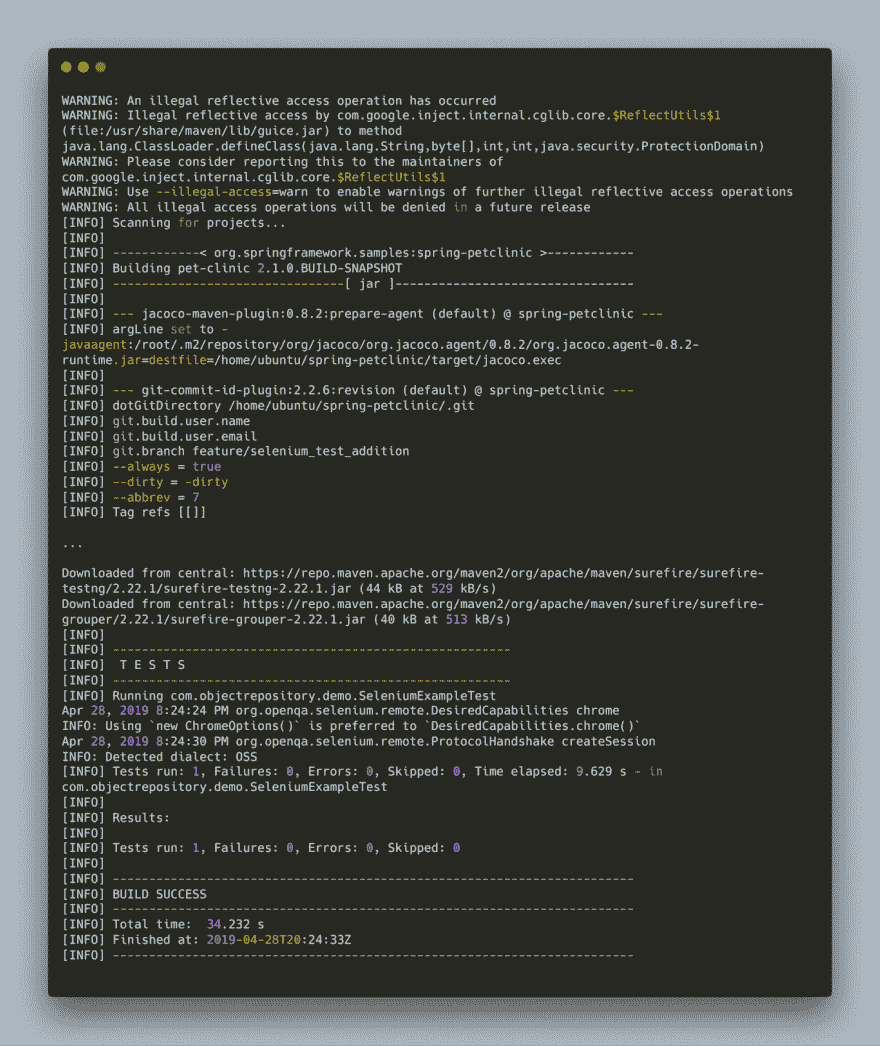 WARNING: An illegal reflective access operation has occurred
WARNING: Illegal reflective access by com.google.inject.internal.cglib.core.$ReflectUtils$1
(file:/usr/share/maven/lib/guice.jar) to method
java.lang.ClassLoader.defineClass(java.lang.String,byte[],int,int,java.security.ProtectionDomain)
WARNING: Please consider reporting this to the maintainers of
com.google.inject.internal.cglib.core.$ReflectUtils$1
WARNING: Use --illegal-access=warn to enable warnings of further illegal reflective access operations
WARNING: All illegal access operations will be denied in a future release
[INFO] Scanning for projects...
[INFO]
[INFO] ------------< org.springframework.samples:spring-petclinic >------------
[INFO] Building pet-clinic 2.1.0.BUILD-SNAPSHOT
[INFO] --------------------------------[ jar ]---------------------------------
[INFO]
[INFO] --- jacoco-maven-plugin:0.8.2:prepare-agent (default) @ spring-petclinic ---
[INFO] argLine set to -
javaagent:/root/.m2/repository/org/jacoco/org.jacoco.agent/0.8.2/org.jacoco.agent-0.8.2-
runtime.jar=destfile=/home/ubuntu/spring-petclinic/target/jacoco.exec
[INFO]
[INFO] --- git-commit-id-plugin:2.2.6:revision (default) @ spring-petclinic ---
[INFO] dotGitDirectory /home/ubuntu/spring-petclinic/.git
[INFO] git.build.user.name
[INFO] git.build.user.email
[INFO] git.branch feature/selenium_test_addition
[INFO] --always = true
[INFO] --dirty = -dirty
[INFO] --abbrev = 7
[INFO] Tag refs [[]]
...
Downloaded from central: https://repo.maven.apache.org/maven2/org/apache/maven/surefire/surefire-
testng/2.22.1/surefire-testng-2.22.1.jar (44 kB at 529 kB/s)
Downloaded from central: https://repo.maven.apache.org/maven2/org/apache/maven/surefire/surefire-
grouper/2.22.1/surefire-grouper-2.22.1.jar (40 kB at 513 kB/s)
[INFO]
[INFO] -------------------------------------------------------
[INFO]  T E S T S
[INFO] -------------------------------------------------------
[INFO] Running com.objectrepository.demo.SeleniumExampleTest
Apr 28, 2019 8:24:24 PM org.openqa.selenium.remote.DesiredCapabilities chrome
INFO: Using `new ChromeOptions()` is preferred to `DesiredCapabilities.chrome()`
Apr 28, 2019 8:24:30 PM org.openqa.selenium.remote.ProtocolHandshake createSession
INFO: Detected dialect: OSS
[INFO] Tests run: 1, Failures: 0, Errors: 0, Skipped: 0, Time elapsed: 9.629 s - in
com.objectrepository.demo.SeleniumExampleTest
[INFO]
[INFO] Results:
[INFO]
[INFO] Tests run: 1, Failures: 0, Errors: 0, Skipped: 0
[INFO]
[INFO] ------------------------------------------------------------------------
[INFO] BUILD SUCCESS
[INFO] ------------------------------------------------------------------------
[INFO] Total time:  34.232 s
[INFO] Finished at: 2019-04-28T20:24:33Z
[INFO] ------------------------------------------------------------------------